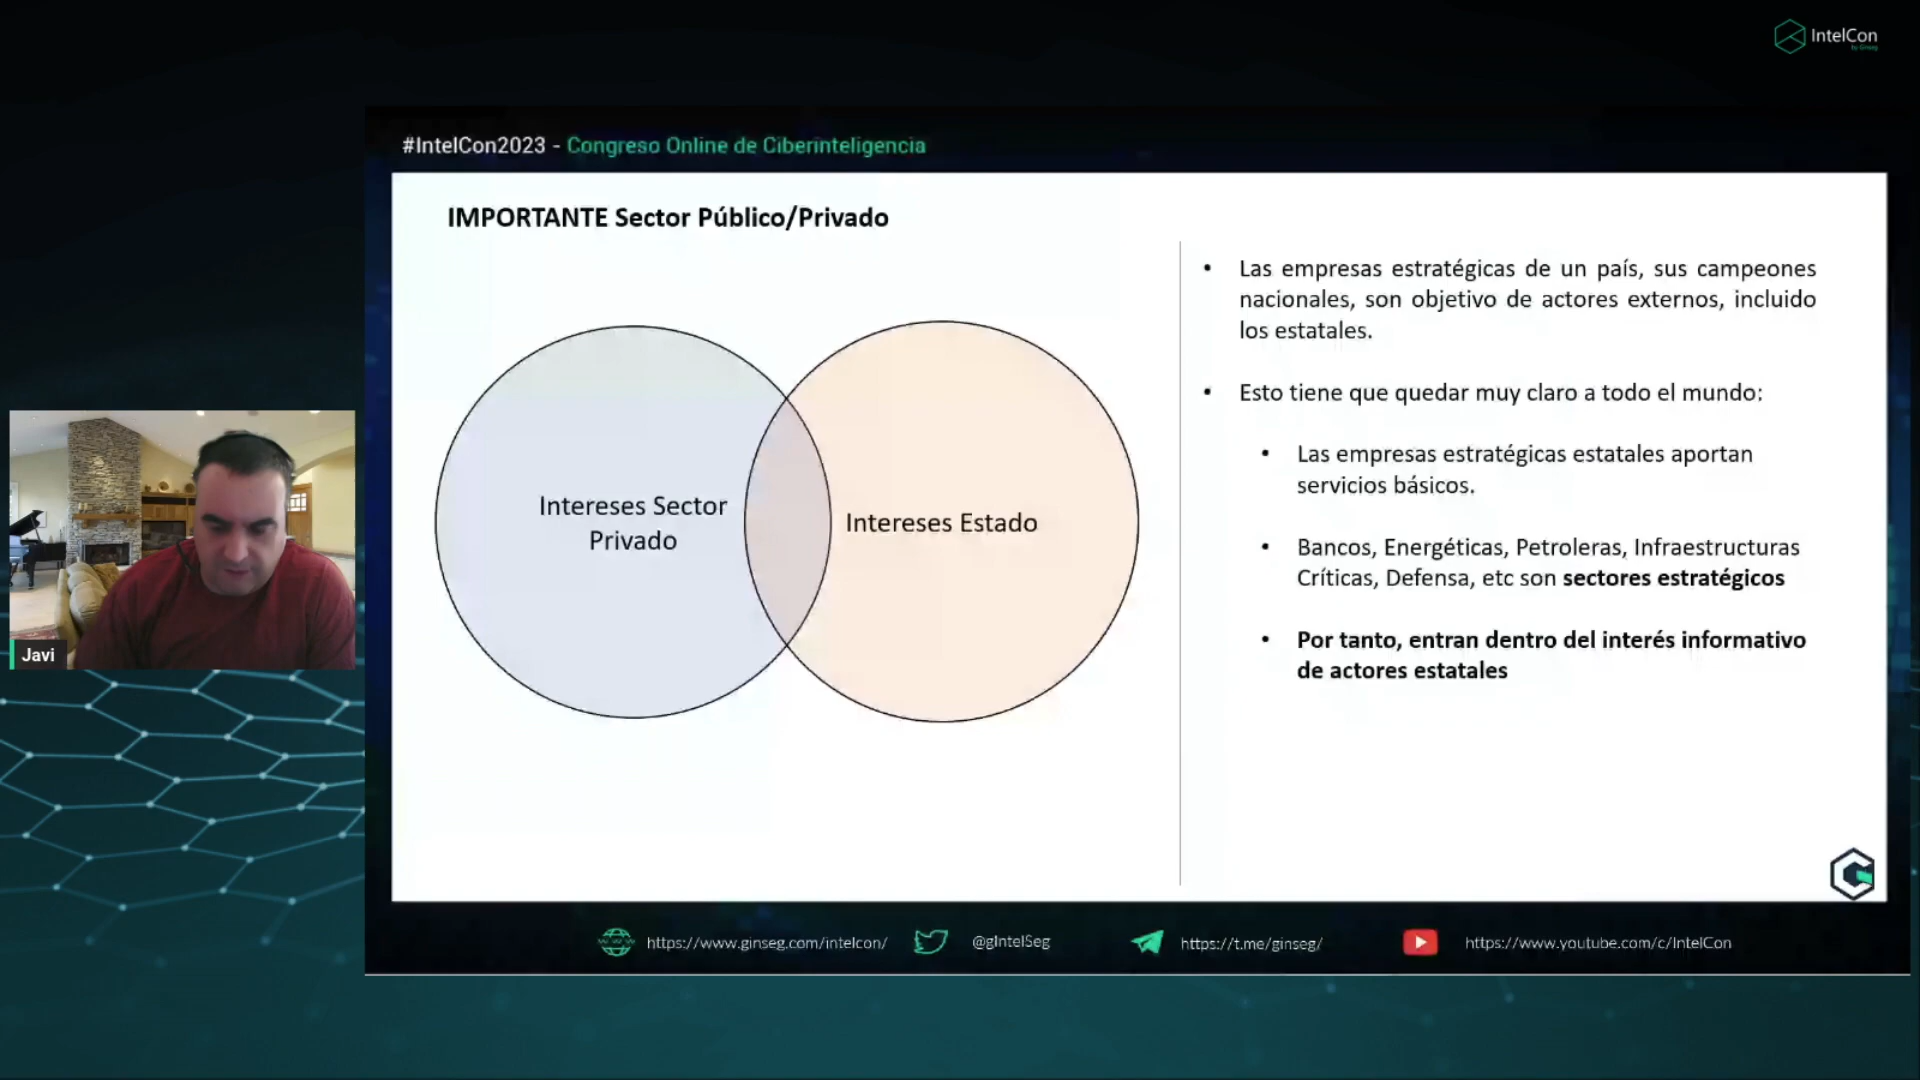 IntelCon
#IntelCon2023 - Congreso Online de Ciberinteligencia
IMPORTANTE Sector Público/Privado
Intereses Sector
Privado
Intereses Estado
• Las empresas estratégicas de un país, sus campeones
nacionales, son objetivo de actores externos, incluido
los estatales.
• Esto tiene que quedar muy claro a todo el mundo:
• Las empresas estratégicas estatales aportan
servicios básicos.
• Bancos, Energéticas, Petroleras, Infraestructuras
Críticas, Defensa, etc son sectores estratégicos
• Por tanto, entran dentro del interés informativo
de actores estatales
Javi
https://www.ginseg.com/intelcon/
@gIntelSeg
https://t.me/ginseg/
https://www.youtube.com/c/IntelCon